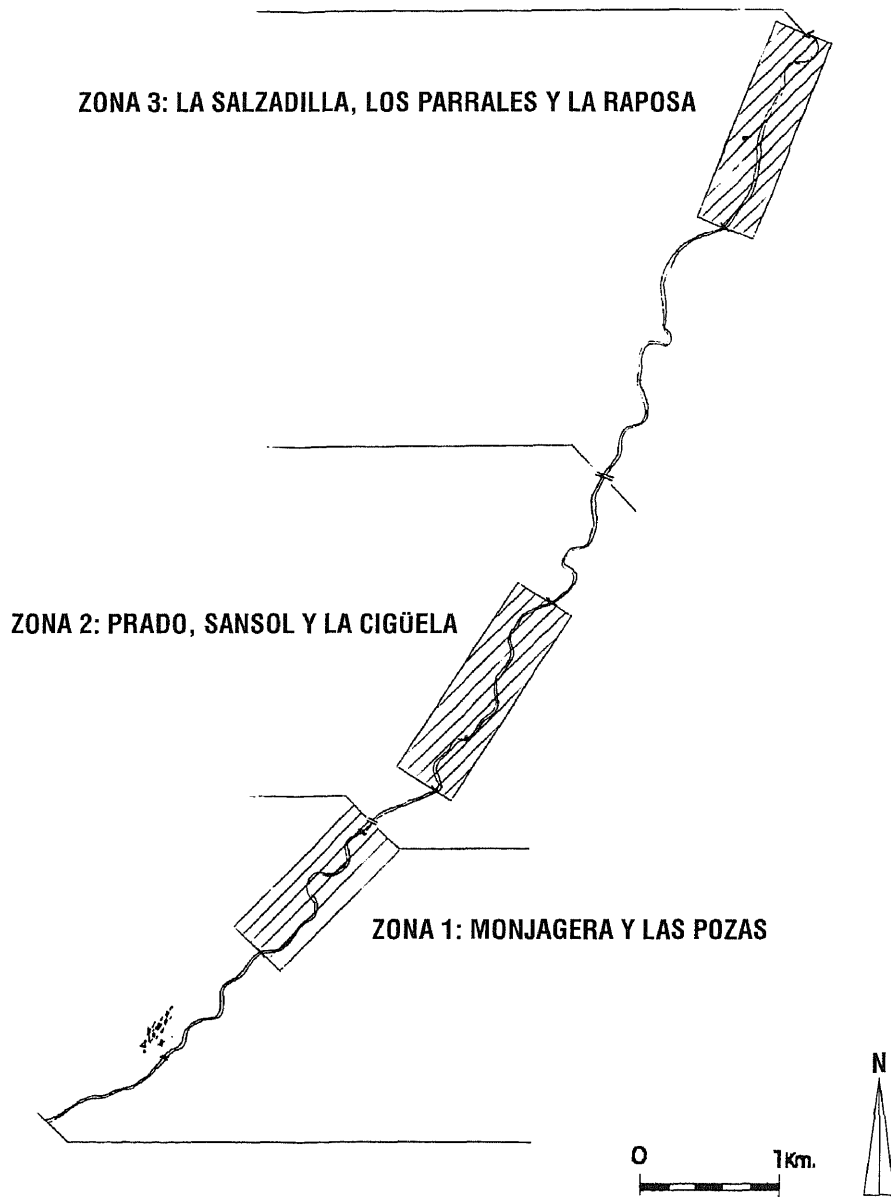 ZONA 3: LA SALZADILLA, LOS PARRALES Y LA RAPOSA
ZONA 2: PRADO, SANSOL Y LA CIGÜELA
ZONA 1: MONJAGERA Y LAS POZAS
N
0 1Km.